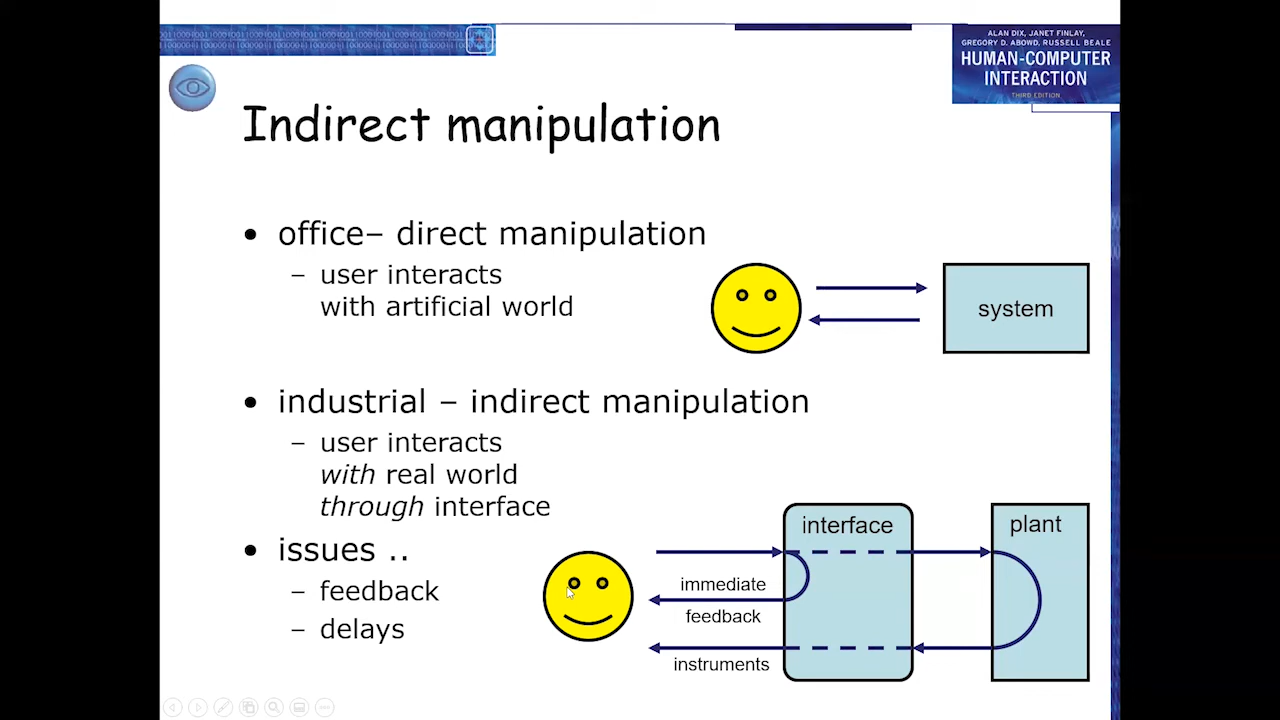 ALAN DIX, JANET FINLAY,
GREGORY D. ABOWD, RUSSELL BEALE
HUMAN-COMPUTER
INTERACTION
THIRD EDITION
Indirect manipulation
• office– direct manipulation
– user interacts
with artificial world
system
• industrial – indirect manipulation
– user interacts
with real world
through interface
• issues ..
– feedback
– delays
interface
plant
immediate
feedback
instruments